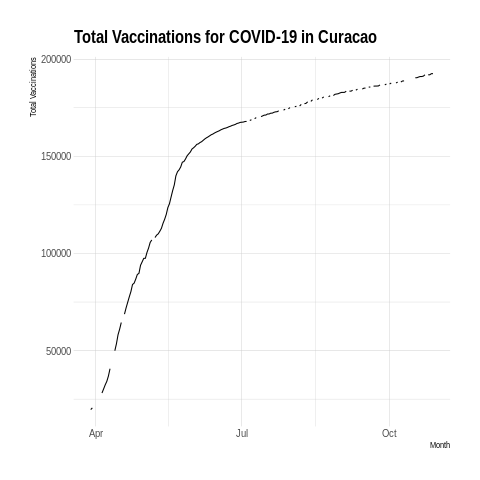 Total Vaccinations for COVID-19 in Curacao
Total Vaccinations
200000
150000
100000
50000
Apr
Jul
Oct
Month